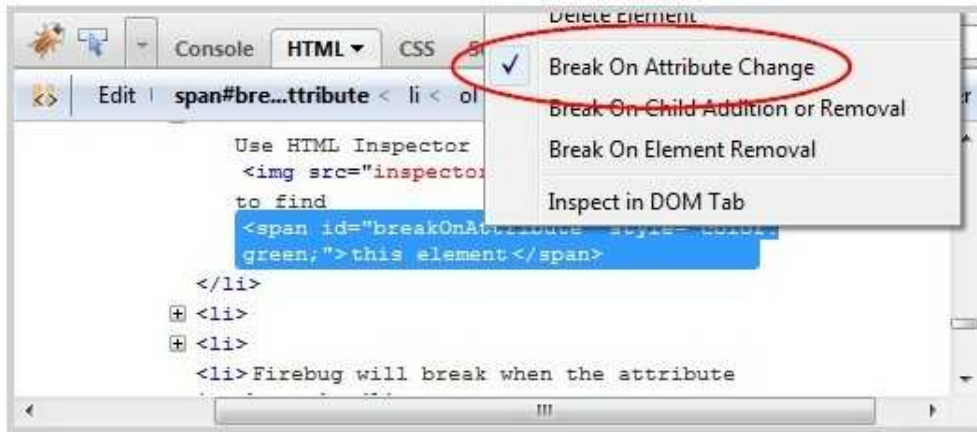 Delete Element
Console HTML CSS
Break On Attribute Change
Edit span#bre...ttribute < li < ol
Break On Child Addition or Removal
Use HTML Inspector
Break On Element Removal
<img src="inspector
to find
Inspect in DOM Tab
<span id="breakOnAttribute" style="color:
green;">this element</span>
</li>
<li>
<li>
<li>Firebug will break when the attribute